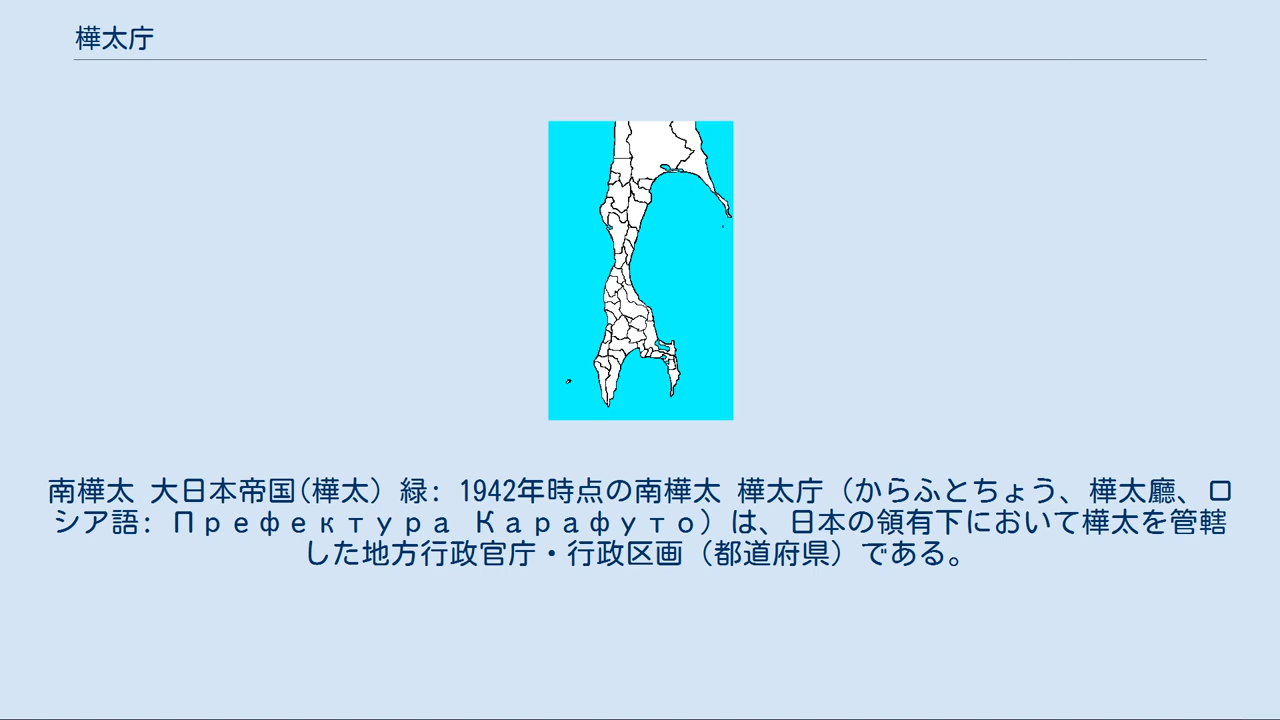 樺太庁
南樺太 大日本帝国(樺太) 緑: 1942年時点の南樺太 樺太庁（からふとちょう、樺太廳、ロ
シア語: Префектура Карафуто）は、日本の領有下において樺太を管轄
した地方行政官庁・行政区画（都道府県）である。